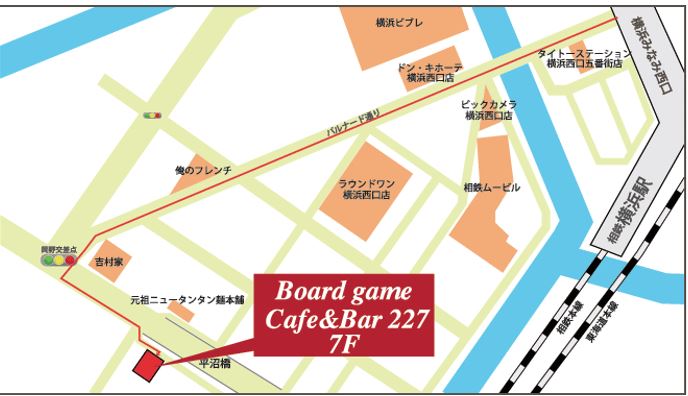 横浜ビブレ
横浜みなみ西口
タイトーステーション
横浜西口五番街店
ドン・キホーテ
横浜西口店
ビックカメラ
横浜西口店
パルナード通り
俺のフレンチ
ラウンドワン
横浜西口店
相鉄ムービル
相鉄横浜駅
岡野交差点
吉村家
元祖ニュータンタン麺本舗
Board game
Cafe&Bar 227
7F
相鉄本線
東海道本線
平沼橋